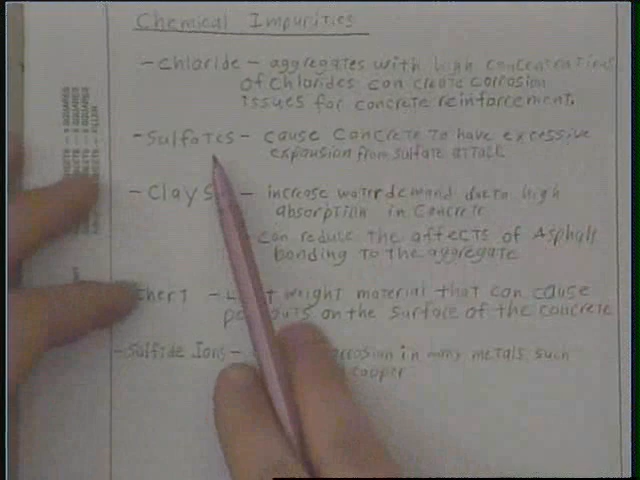 Chemical Impurities
- Chloride - aggregates with high concentrations
of chlorides can create corrosion
issues for concrete reinforcement.
- Sulfates - cause concrete to have excessive
expansion from sulfate attack
- Clays - increase water demand due to high
absorption in concrete
can reduce the affects of Asphalt
bonding to the aggregate
Chert - weight material that can cause
on the surface of the concrete
- Sulfide Ions - in many metals such
copper